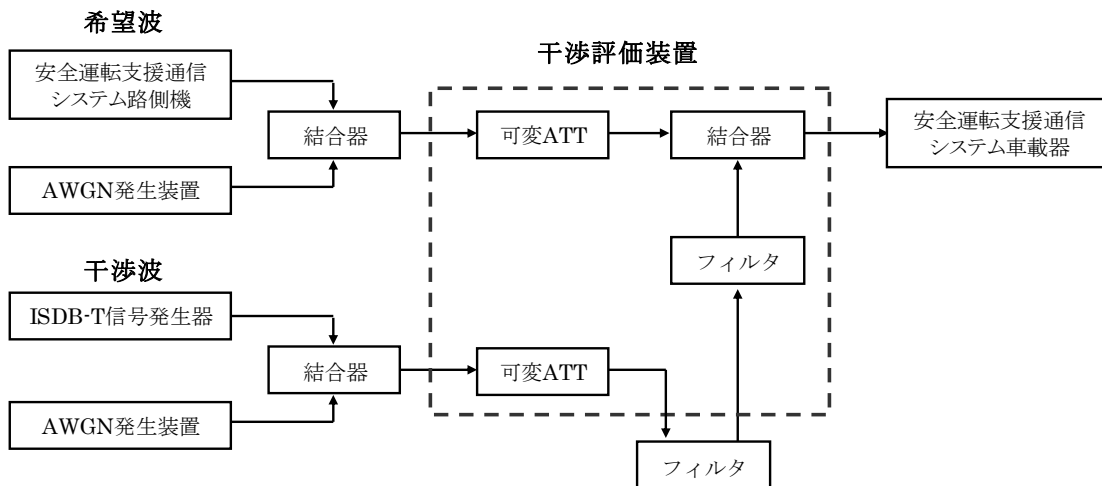 希望波
安全運転支援通信
システム路側機
結合器
AWGN発生装置
干渉評価装置
可変ATT
結合器
安全運転支援通信
システム車載器
フィルタ
干渉波
ISDB-T信号発生器
結合器
AWGN発生装置
可変ATT
フィルタ